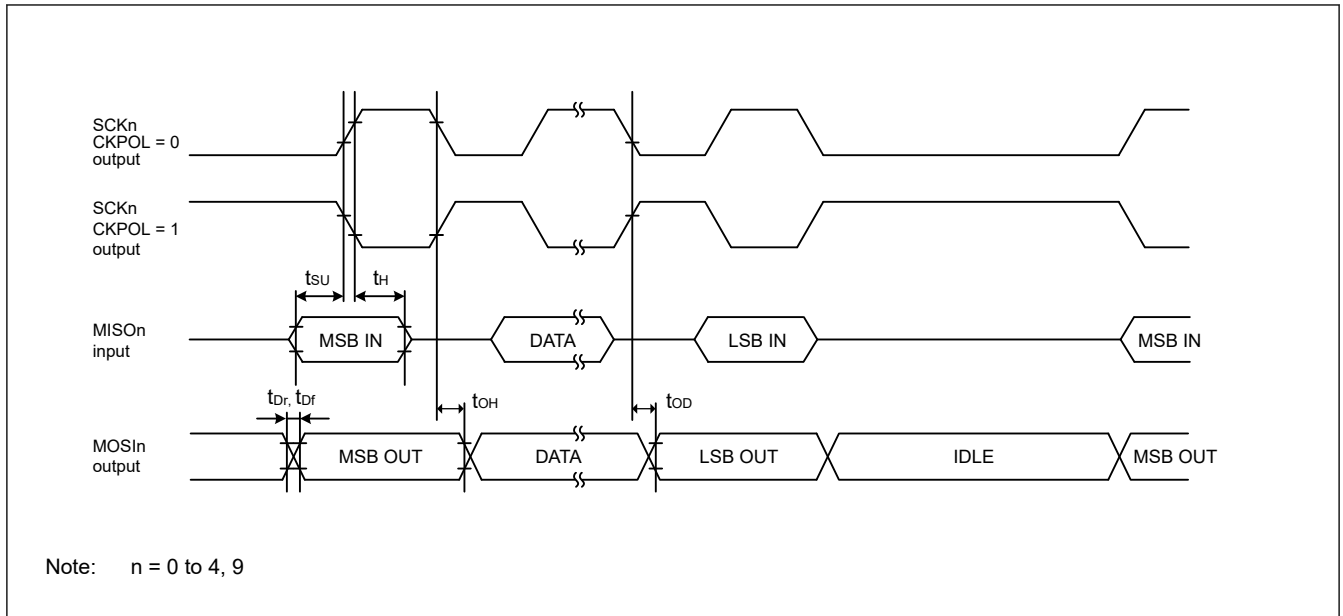 SCKn
CKPOL = 0
output
SCKn
CKPOL = 1
output
tSU
tH
MISOn
input
MSB IN
DATA
LSB IN
MSB IN
tDr, tDf
tOH
tOD
MOSIn
output
MSB OUT
DATA
LSB OUT
IDLE
MSB OUT
Note: n = 0 to 4, 9